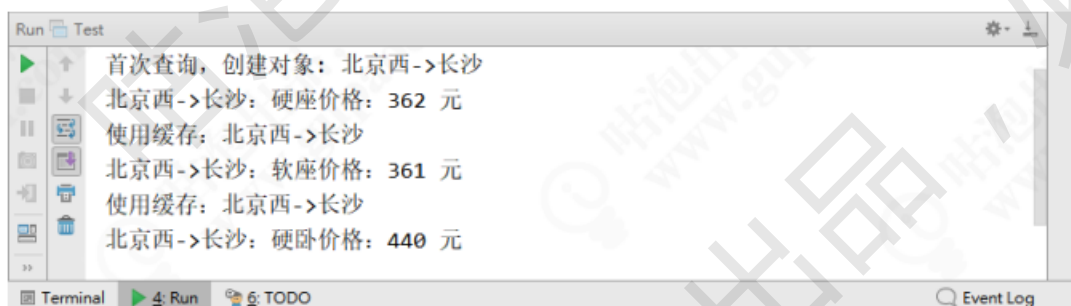 Run Test
首次查询，创建对象：北京西->长沙
北京西->长沙：硬座价格：362 元
使用缓存：北京西->长沙
北京西->长沙：软座价格：361 元
使用缓存：北京西->长沙
北京西->长沙：硬卧价格：440 元
Terminal 4: Run 6: TODO Event Log
出品